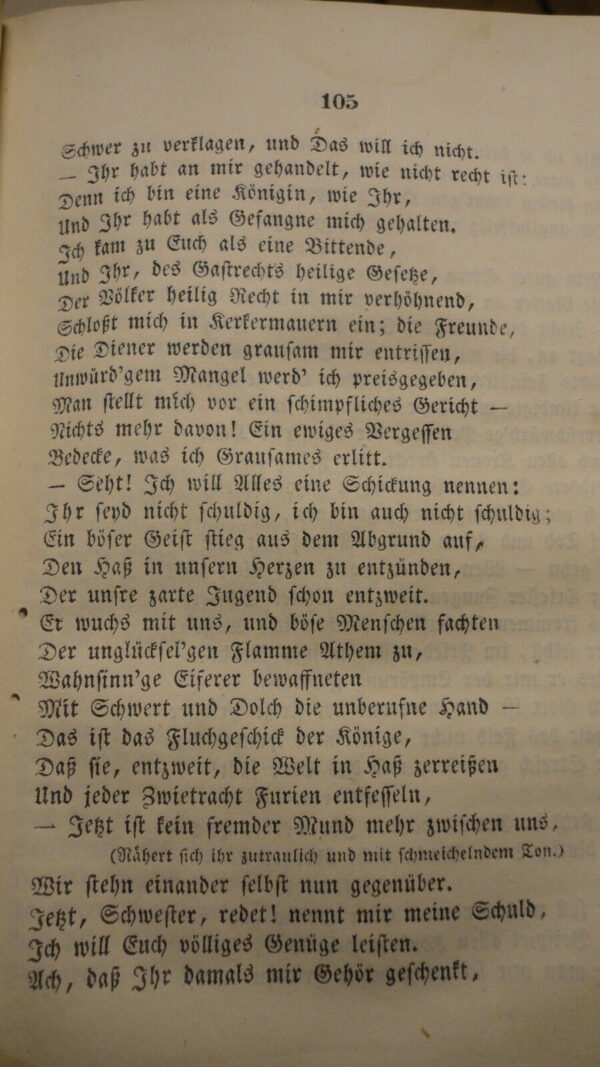 105
Schwer zu verklagen, und Das will ich nicht.
— Ihr habt an mir gehandelt, wie nicht recht ist:
Denn ich bin eine Königin, wie Ihr,
Und Ihr habt als Gefangne mich gehalten.
Ich kam zu Euch als eine Bittende,
Und Ihr, des Gastrechts heilige Gesetze,
Der Völker heilig Recht in mir verhöhnend,
Schloßt mich in Kerkermauern ein; die Freunde,
Die Diener werden grausam mir entrissen,
Unwürd'gem Mangel werd' ich preisgegeben,
Man stellt mich vor ein schimpfliches Gericht —
Nichts mehr davon! Ein ewiges Vergessen
Bedecke, was ich Grausames erlitt.
— Seht! Ich will Alles eine Schickung nennen:
Ihr seyd nicht schuldig, ich bin auch nicht schuldig;
Ein böser Geist stieg aus dem Abgrund auf,
Den Haß in unsern Herzen zu entzünden,
Der unsre zarte Jugend schon entzweit.
Er wuchs mit uns, und böse Menschen fachten
Der unglücksel'gen Flamme Athem zu,
Wahnsinn'ge Eiferer bewaffneten
Mit Schwert und Dolch die unberufne Hand —
Das ist das Fluchgeschick der Könige,
Daß sie, entzweit, die Welt in Haß zerreißen
Und jeder Zwietracht Furien entfesseln,
— Jetzt ist kein fremder Mund mehr zwischen uns,
(Nähert sich ihr zutraulich und mit schmeichelndem Ton.)
Wir stehn einander selbst nun gegenüber.
Jetzt, Schwester, redet! nennt mir meine Schuld,
Ich will Euch völliges Genüge leisten.
Ach, daß Ihr damals mir Gehör geschenkt,